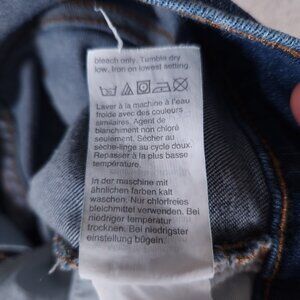 bleach only. Tumble dry
low. Iron on lowest setting.
Laver à la machine à l'eau
froide avec des couleurs
similaires. Agent de
blanchiment non chloré
seulement. Sécher au
sèche-linge au cycle doux.
Repasser à la plus basse
température.
In der maschine mit
ähnlichen farben kalt
waschen. Nur chlorfreies
bleichmittel verwenden. Bei
niedriger temperatur
trocknen. Bei niedrigster
einstellung bügeln.